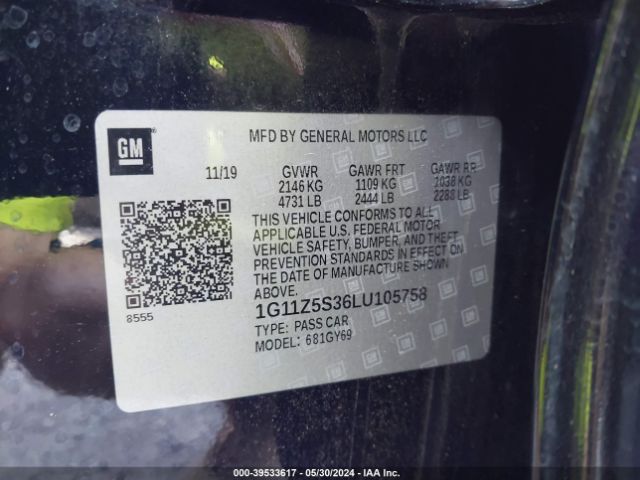 GM
MFD BY GENERAL MOTORS LLC
11/19 GVWR GAWR FRT GAWR RR
2146 KG 1109 KG 1038 KG
4731 LB 2444 LB 2288 LB
THIS VEHICLE CONFORMS TO ALL
APPLICABLE U.S. FEDERAL MOTOR
VEHICLE SAFETY, BUMPER, AND THEFT
PREVENTION STANDARDS IN EFFECT ON
THE DATE OF MANUFACTURE SHOWN
ABOVE.
8555
1G11Z5S36LU105758
TYPE: PASS CAR
MODEL: 681GY69
000-39533617 - 05/30/2024 - IAA Inc.